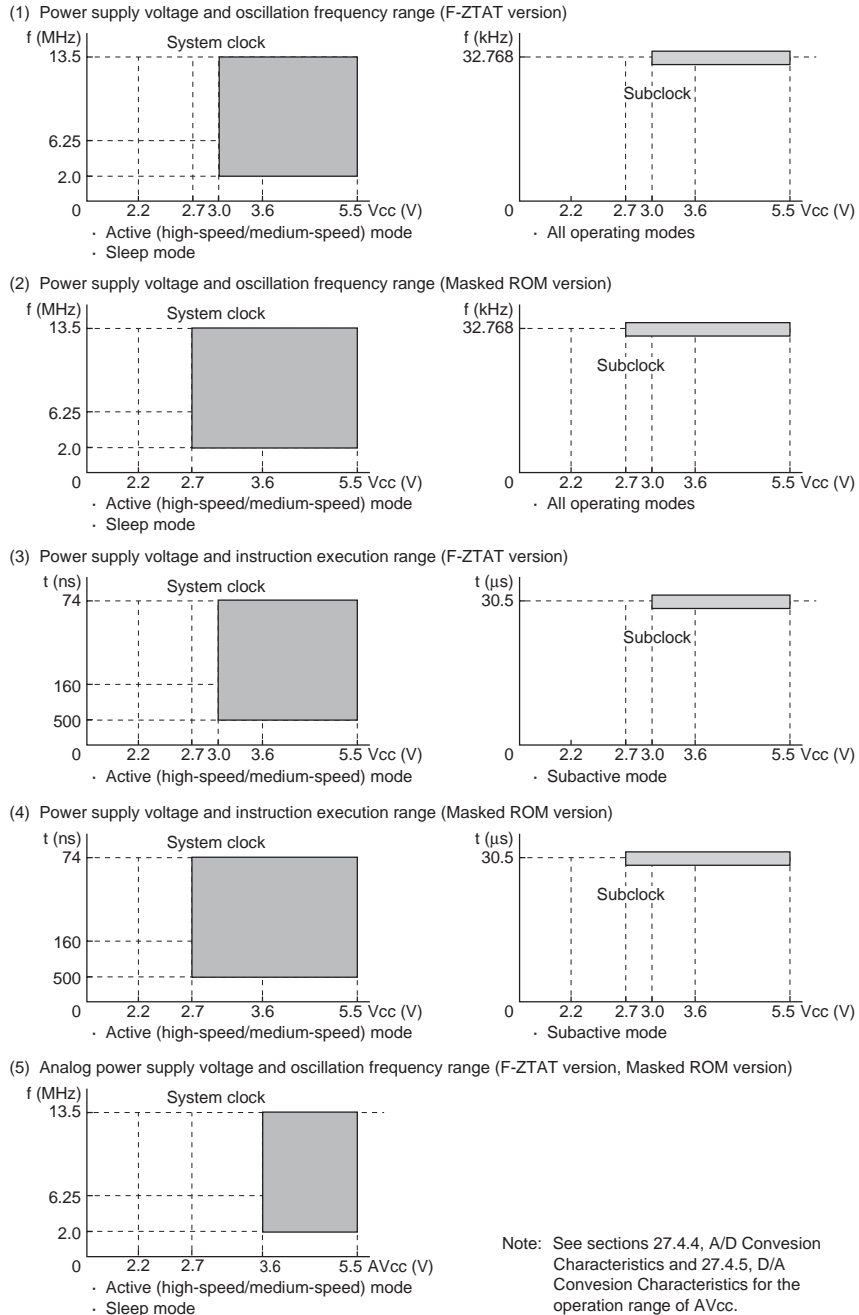 (1) Power supply voltage and oscillation frequency range (F-ZTAT version)
f (MHz)
System clock
13.5
6.25
2.0
0
2.2 2.7 3.0 3.6 5.5 Vcc (V)
· Active (high-speed/medium-speed) mode
· Sleep mode
f (kHz)
32.768
Subclock
0
2.2 2.7 3.0 3.6 5.5 Vcc (V)
· All operating modes
(2) Power supply voltage and oscillation frequency range (Masked ROM version)
f (MHz)
System clock
13.5
6.25
2.0
0
2.2 2.7 3.6 5.5 Vcc (V)
· Active (high-speed/medium-speed) mode
· Sleep mode
f (kHz)
32.768
Subclock
0
2.2 2.7 3.0 3.6 5.5 Vcc (V)
· All operating modes
(3) Power supply voltage and instruction execution range (F-ZTAT version)
t (ns)
System clock
74
160
500
0
2.2 2.7 3.0 3.6 5.5 Vcc (V)
· Active (high-speed/medium-speed) mode
t (μs)
30.5
Subclock
0
2.2 2.7 3.0 3.6 5.5 Vcc (V)
· Subactive mode
(4) Power supply voltage and instruction execution range (Masked ROM version)
t (ns)
System clock
74
160
500
0
2.2 2.7 3.6 5.5 Vcc (V)
· Active (high-speed/medium-speed) mode
t (μs)
30.5
Subclock
0
2.2 2.7 3.0 3.6 5.5 Vcc (V)
· Subactive mode
(5) Analog power supply voltage and oscillation frequency range (F-ZTAT version, Masked ROM version)
f (MHz)
System clock
13.5
6.25
2.0
0
2.2 2.7 3.6 5.5 AVcc (V)
· Active (high-speed/medium-speed) mode
· Sleep mode
Note: See sections 27.4.4, A/D Convesion
Characteristics and 27.4.5, D/A
Convesion Characteristics for the
operation range of AVcc.